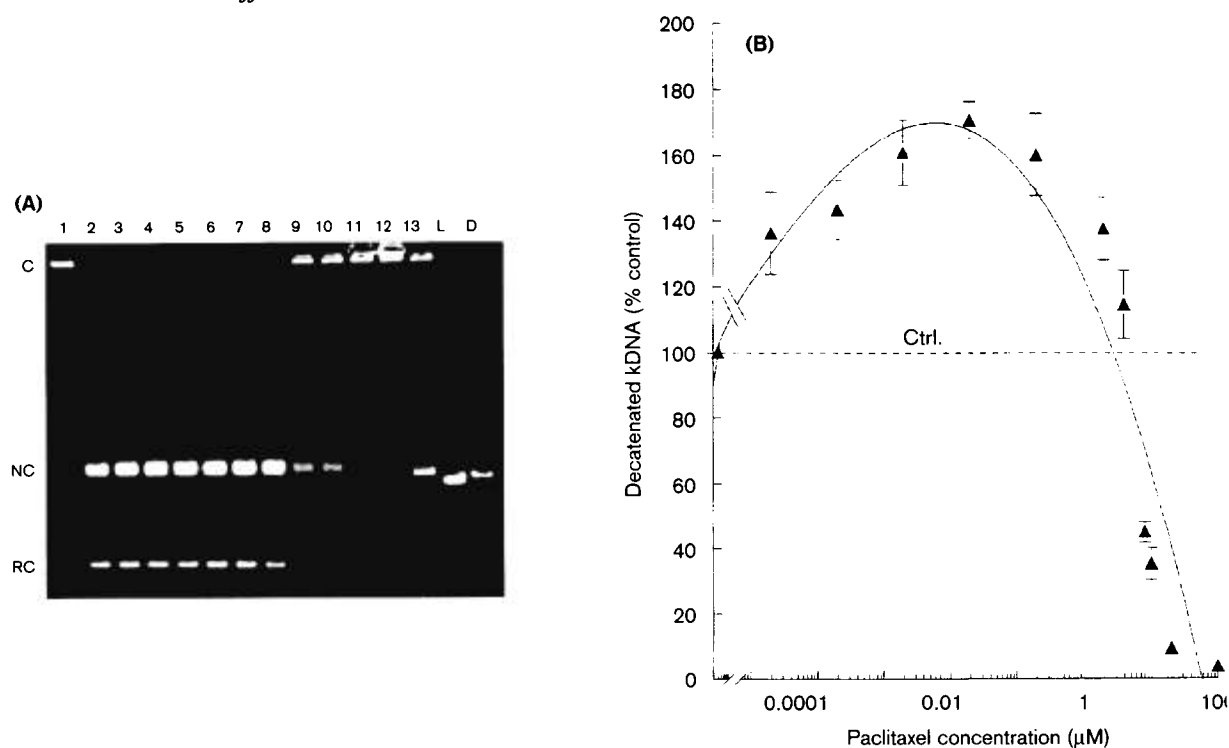 (A)
1 2 3 4 5 6 7 8 9 10 11 12 13 L D
C
NC
RC
(B)
Decatenated kDNA (% control)
200
180
160
140
120
100
80
60
40
20
0
Ctrl.
0.0001 0.01 1 100
Paclitaxel concentration (μM)